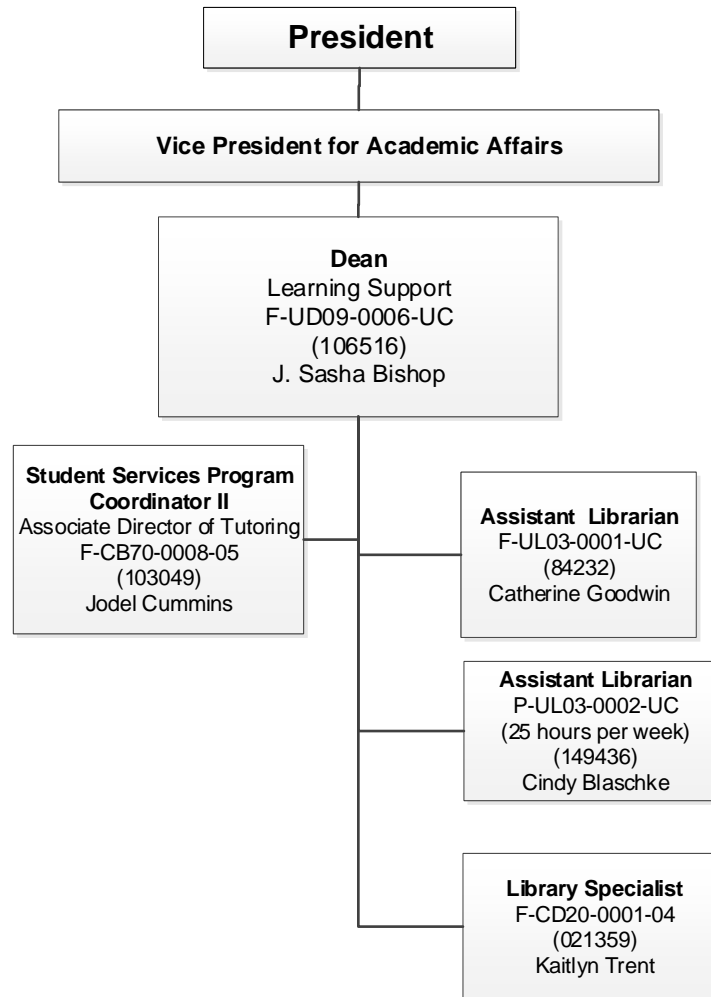 President
Vice President for Academic Affairs
Dean
Learning Support
F-UD09-0006-UC
(106516)
J. Sasha Bishop
Student Services Program
Coordinator II
Associate Director of Tutoring
F-CB70-0008-05
(103049)
Jodel Cummins
Assistant Librarian
F-UL03-0001-UC
(84232)
Catherine Goodwin
Assistant Librarian
P-UL03-0002-UC
(25 hours per week)
(149436)
Cindy Blaschke
Library Specialist
F-CD20-0001-04
(021359)
Kaitlyn Trent